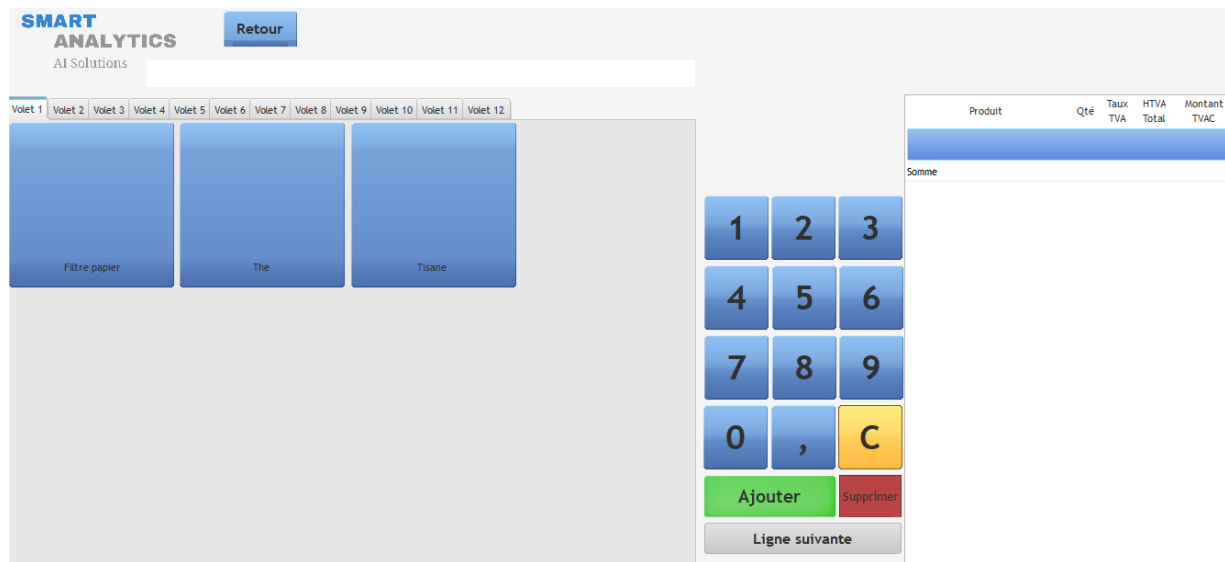 SMART
ANALYTICS
AI Solutions
Retour
Volet 1 Volet 2 Volet 3 Volet 4 Volet 5 Volet 6 Volet 7 Volet 8 Volet 9 Volet 10 Volet 11 Volet 12
Filtre papier
The
Tisane
1 2 3
4 5 6
7 8 9
0 , C
Ajouter
Supprimer
Ligne suivante
Produit Qté Taux HTVA Montant
TVA Total TVAC
Somme